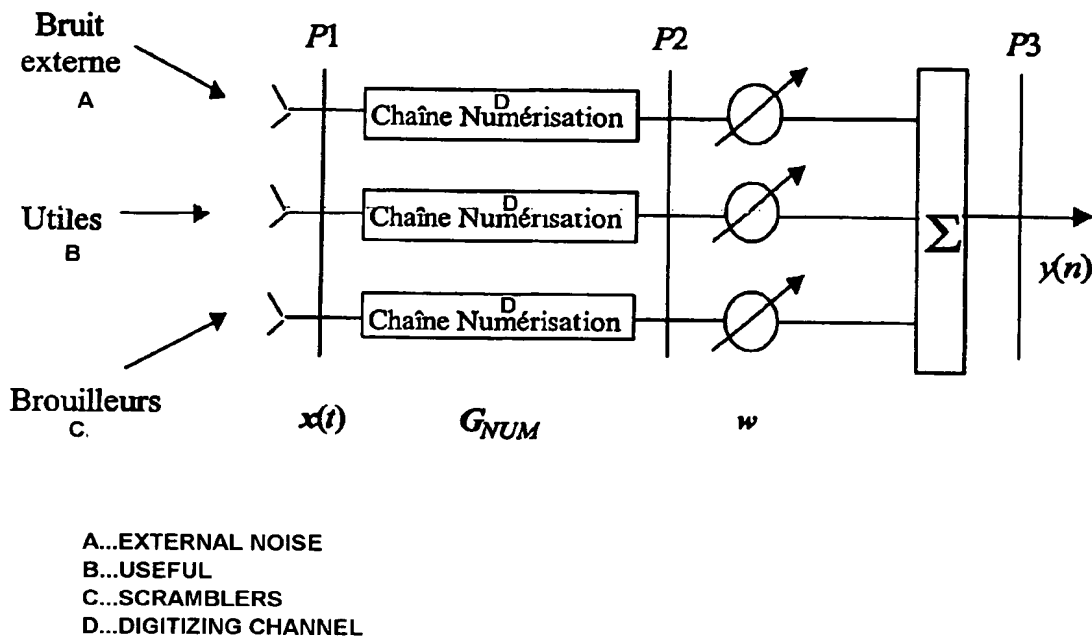 Bruit
externe
A
P1
P2
P3
D
Chaîne Numérisation
Utiles
B
D
Chaîne Numérisation
Σ
y(n)
D
Chaîne Numérisation
Brouilleurs
C.
x(t)
G_NUM
w
A...EXTERNAL NOISE
B...USEFUL
C...SCRAMBLERS
D...DIGITIZING CHANNEL